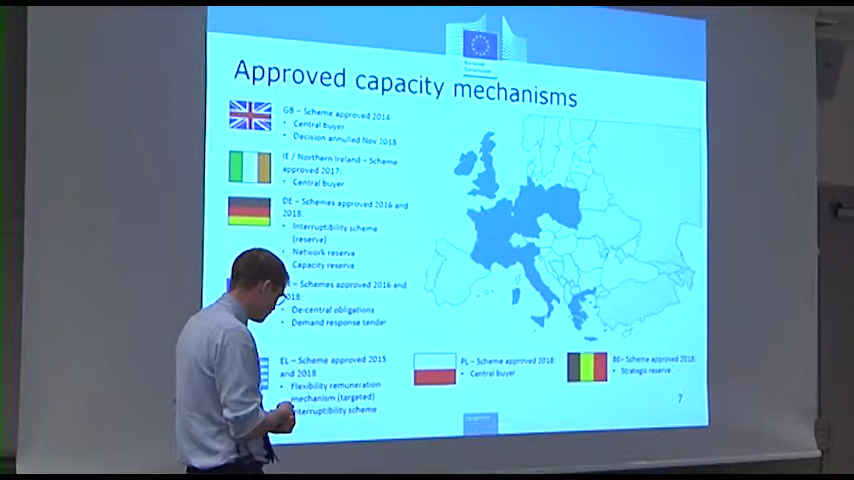 European
Commission
Approved capacity mechanisms
GB – Scheme approved 2014:
• Central buyer
• Decision annulled Nov 2018
IE / Northern Ireland – Scheme
approved 2017:
• Central buyer
DE – Schemes approved 2016 and
2018:
• Interruptibility scheme
(reserve)
• Network reserve
Capacity reserve
– Schemes approved 2016 and
018:
• De-central obligations
• Demand response tender
EL – Scheme approved 2015
and 2018
• Flexibility remuneration
mechanism (targeted)
Interruptibility scheme
PL – Scheme approved 2018:
• Central buyer
BE– Scheme approved 2018:
• Strategic reserve
7